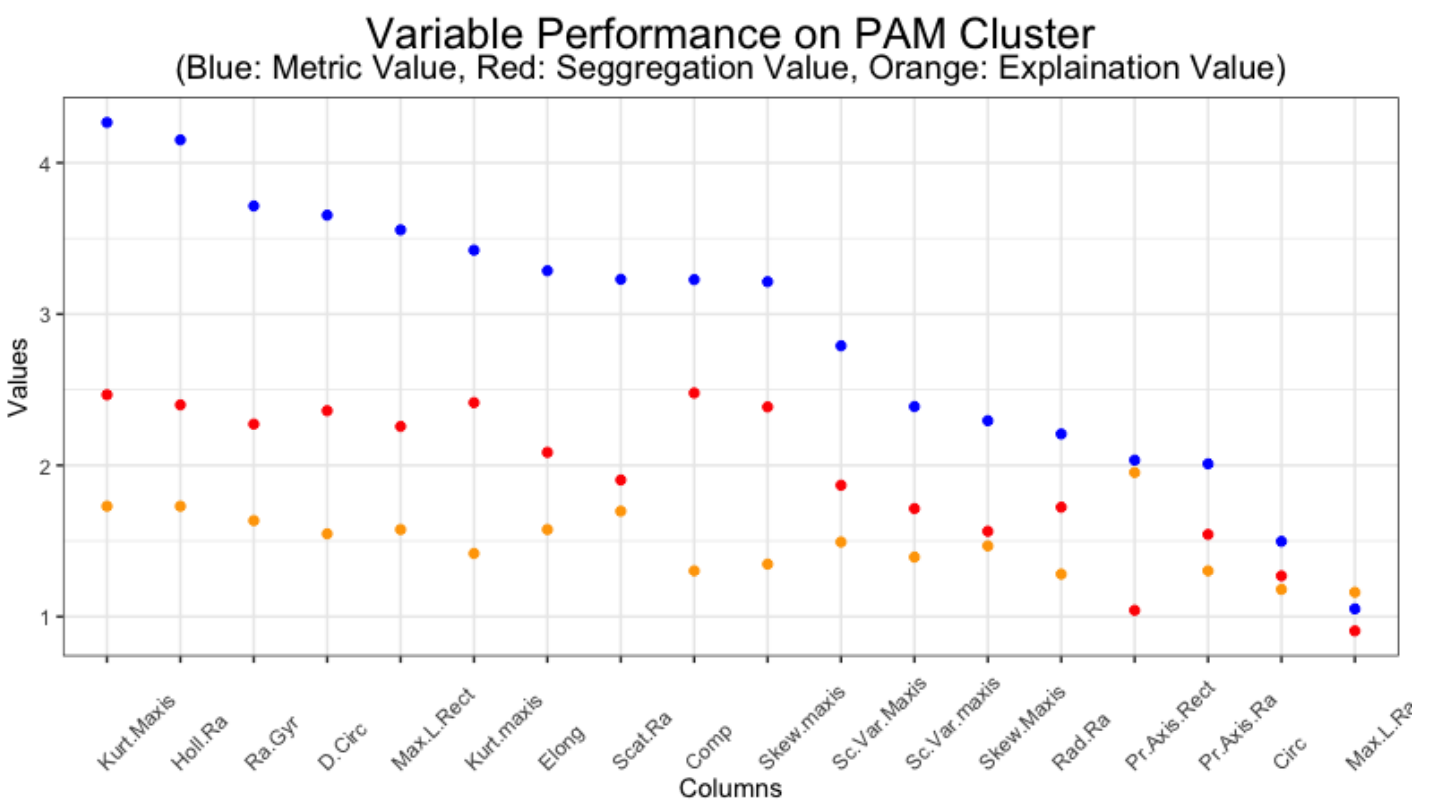 Variable Performance on PAM Cluster
(Blue: Metric Value, Red: Seggregation Value, Orange: Explaination Value)
Values
4
3
2
1
Kurt.Maxis
Holl.Ra
Ra.Gyr
D.Circ
Max.L.Rect
Kurt.maxis
Elong
Scat.Ra
Comp
Skew.maxis
Sc.Var.Maxis
Sc.Var.maxis
Skew.Maxis
Rad.Ra
Pr.Axis.Rect
Pr.Axis.Ra
Circ
Max.L.Ra
Columns